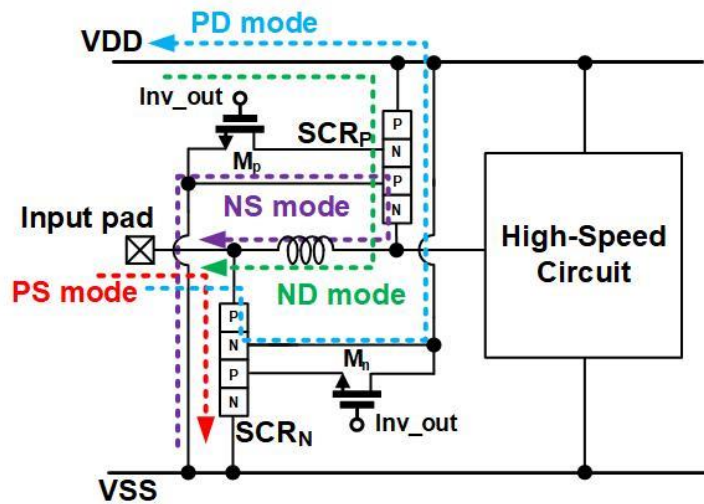 PD mode
VDD
Inv_out
SCRP
P
N
P
N
Mp
Input pad
NS mode
High-Speed
Circuit
PS mode
ND mode
P
N
P
N
Mn
Inv_out
SCRN
VSS